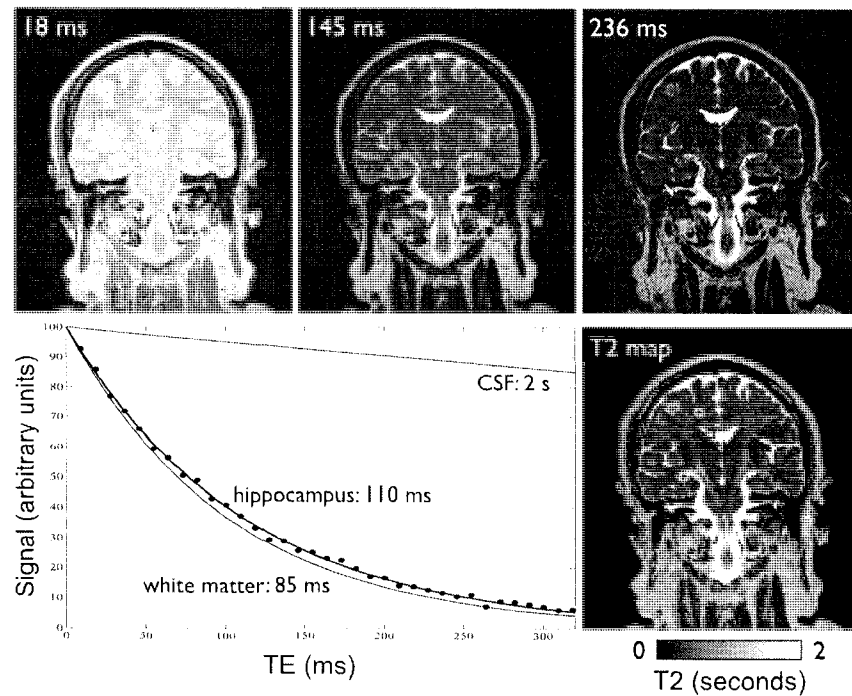 18 ms
145 ms
236 ms
100
90
80
70
60
50
40
30
20
10
0
Signal (arbitrary units)
CSF: 2 s
hippocampus: 110 ms
white matter: 85 ms
0
50
100
150
200
250
300
TE (ms)
T2 map
0
2
T2 (seconds)